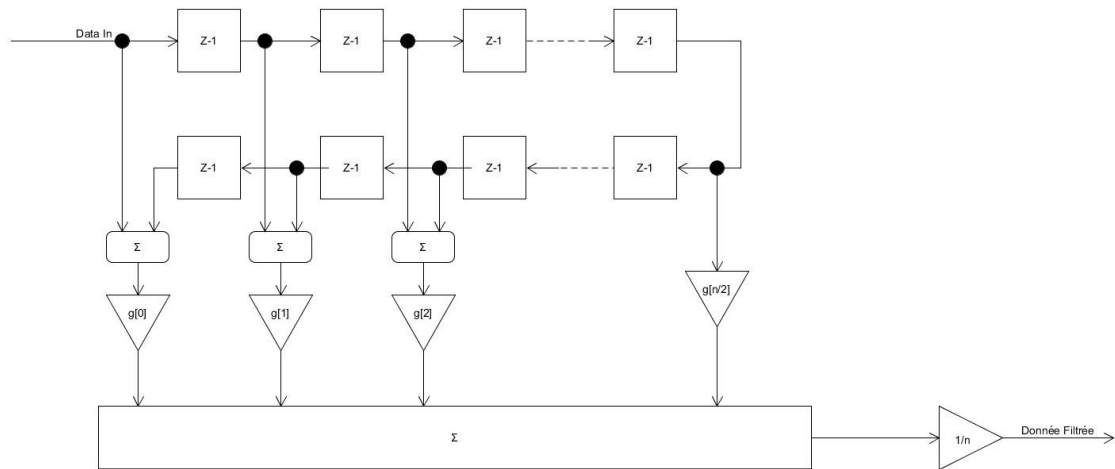 Data In
Z-1
Z-1
Z-1
Z-1
Z-1
Z-1
Z-1
Z-1
Σ
Σ
Σ
g[0]
g[1]
g[2]
g[n/2]
Σ
1/n
Donnée Filtrée